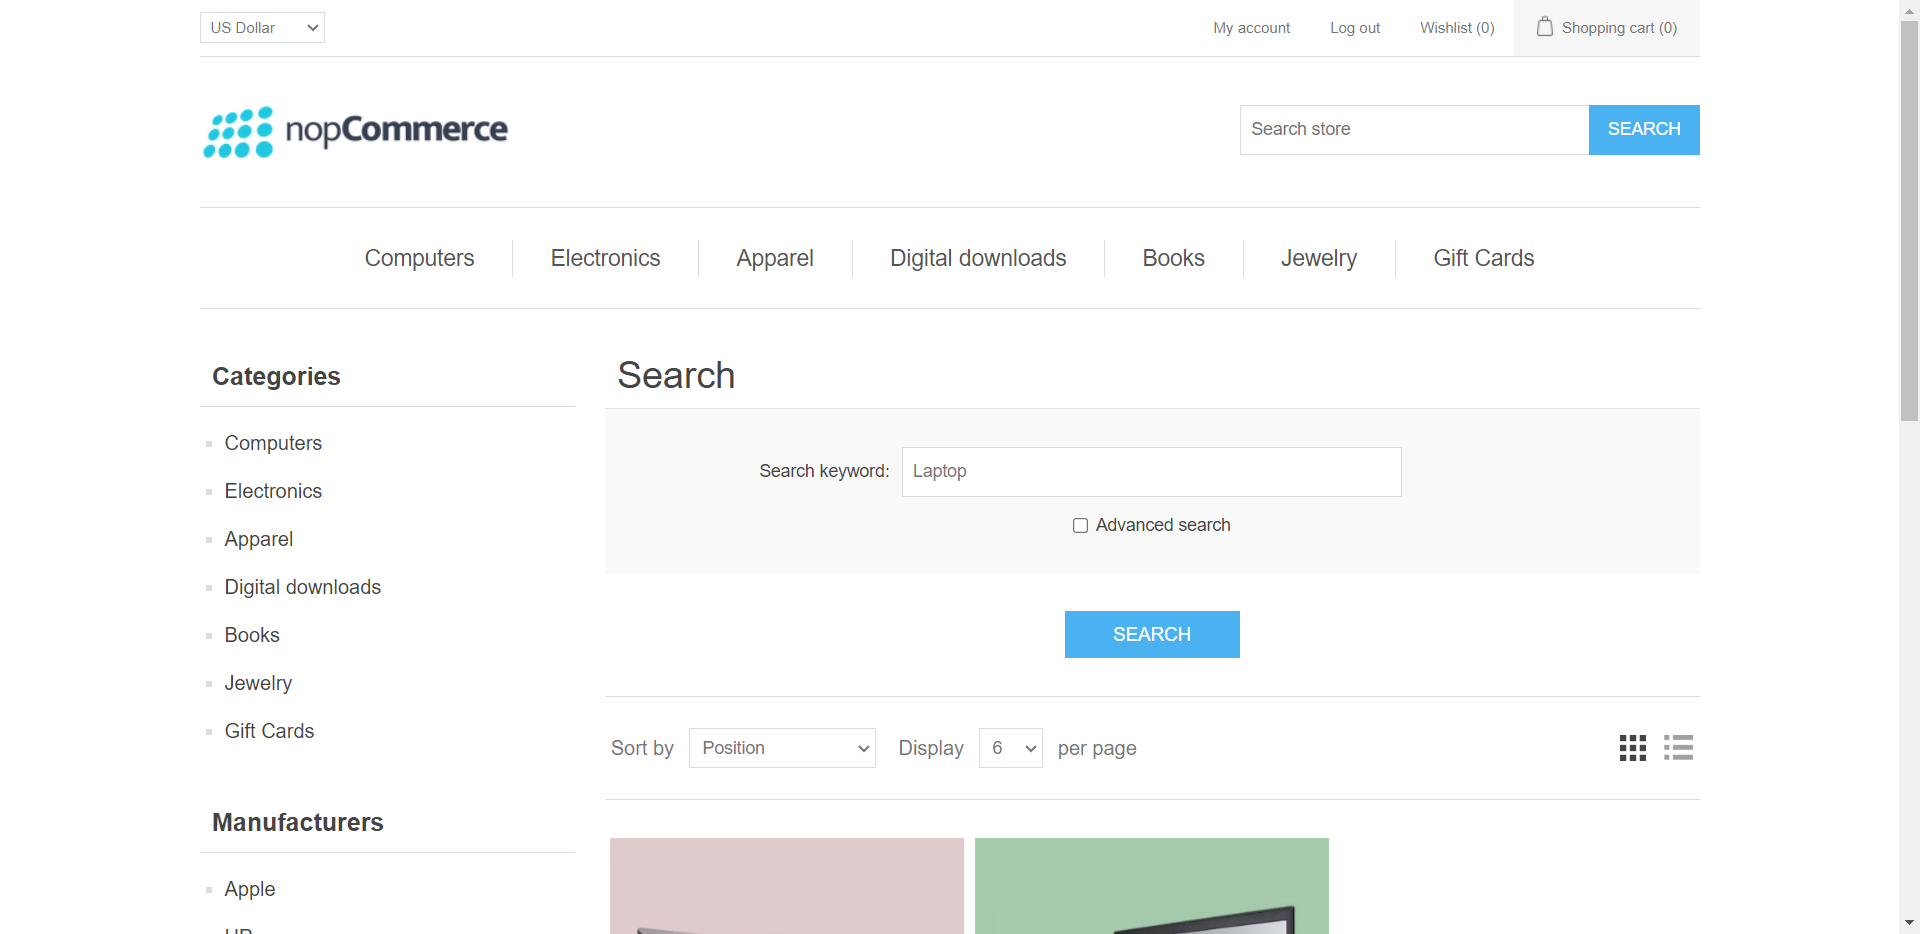 US Dollar
My account
Log out
Wishlist (0)
Shopping cart (0)
nopCommerce
Search store
SEARCH
Computers
Electronics
Apparel
Digital downloads
Books
Jewelry
Gift Cards
Categories
Computers
Electronics
Apparel
Digital downloads
Books
Jewelry
Gift Cards
Manufacturers
Apple
Search
Search keyword:
Laptop
Advanced search
SEARCH
Sort by
Position
Display
6
per page